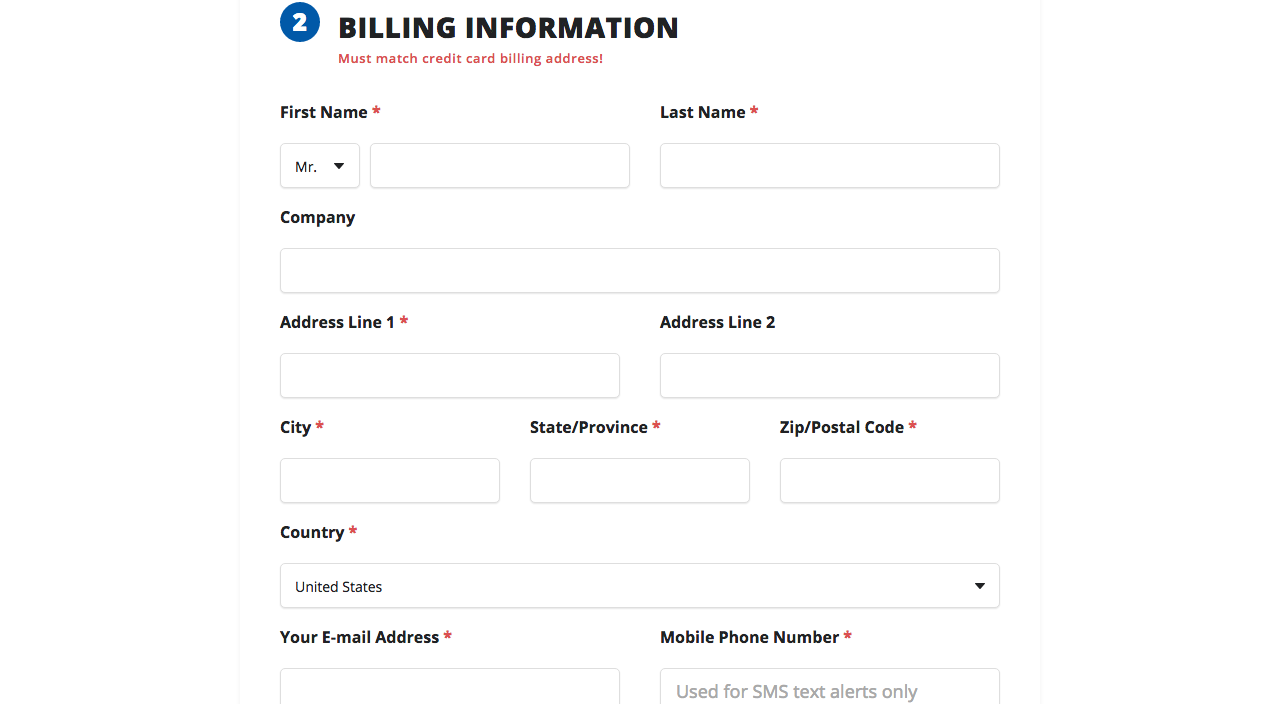 2
BILLING INFORMATION
Must match credit card billing address!
First Name *
Last Name *
Mr.
Company
Address Line 1 *
Address Line 2
City *
State/Province *
Zip/Postal Code *
Country *
United States
Your E-mail Address *
Mobile Phone Number *
Used for SMS text alerts only